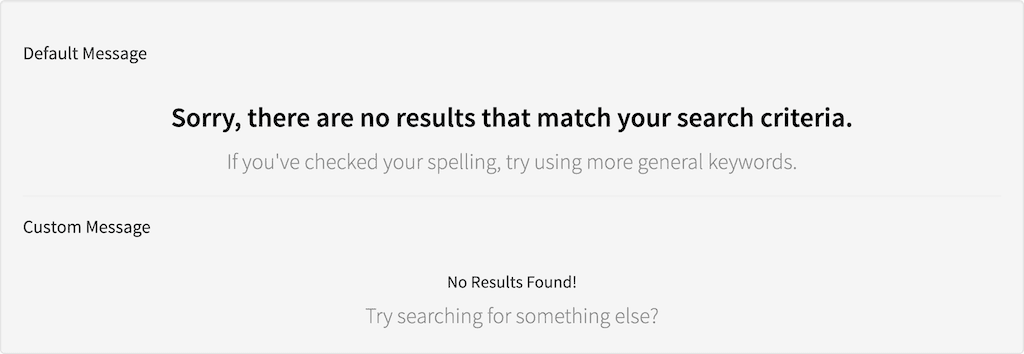 Default Message
Sorry, there are no results that match your search criteria.
If you've checked your spelling, try using more general keywords.
Custom Message
No Results Found!
Try searching for something else?